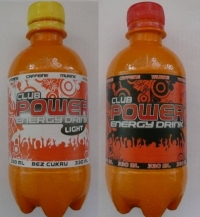 CAFFEINE TAURINE
CLUB
POWER
ENERGY DRINK
LIGHT
BEZ CUKRU 330 ML
CAFFEINE TAURINE
CLUB
POWER
ENERGY DRINK
330 ML 330 ML